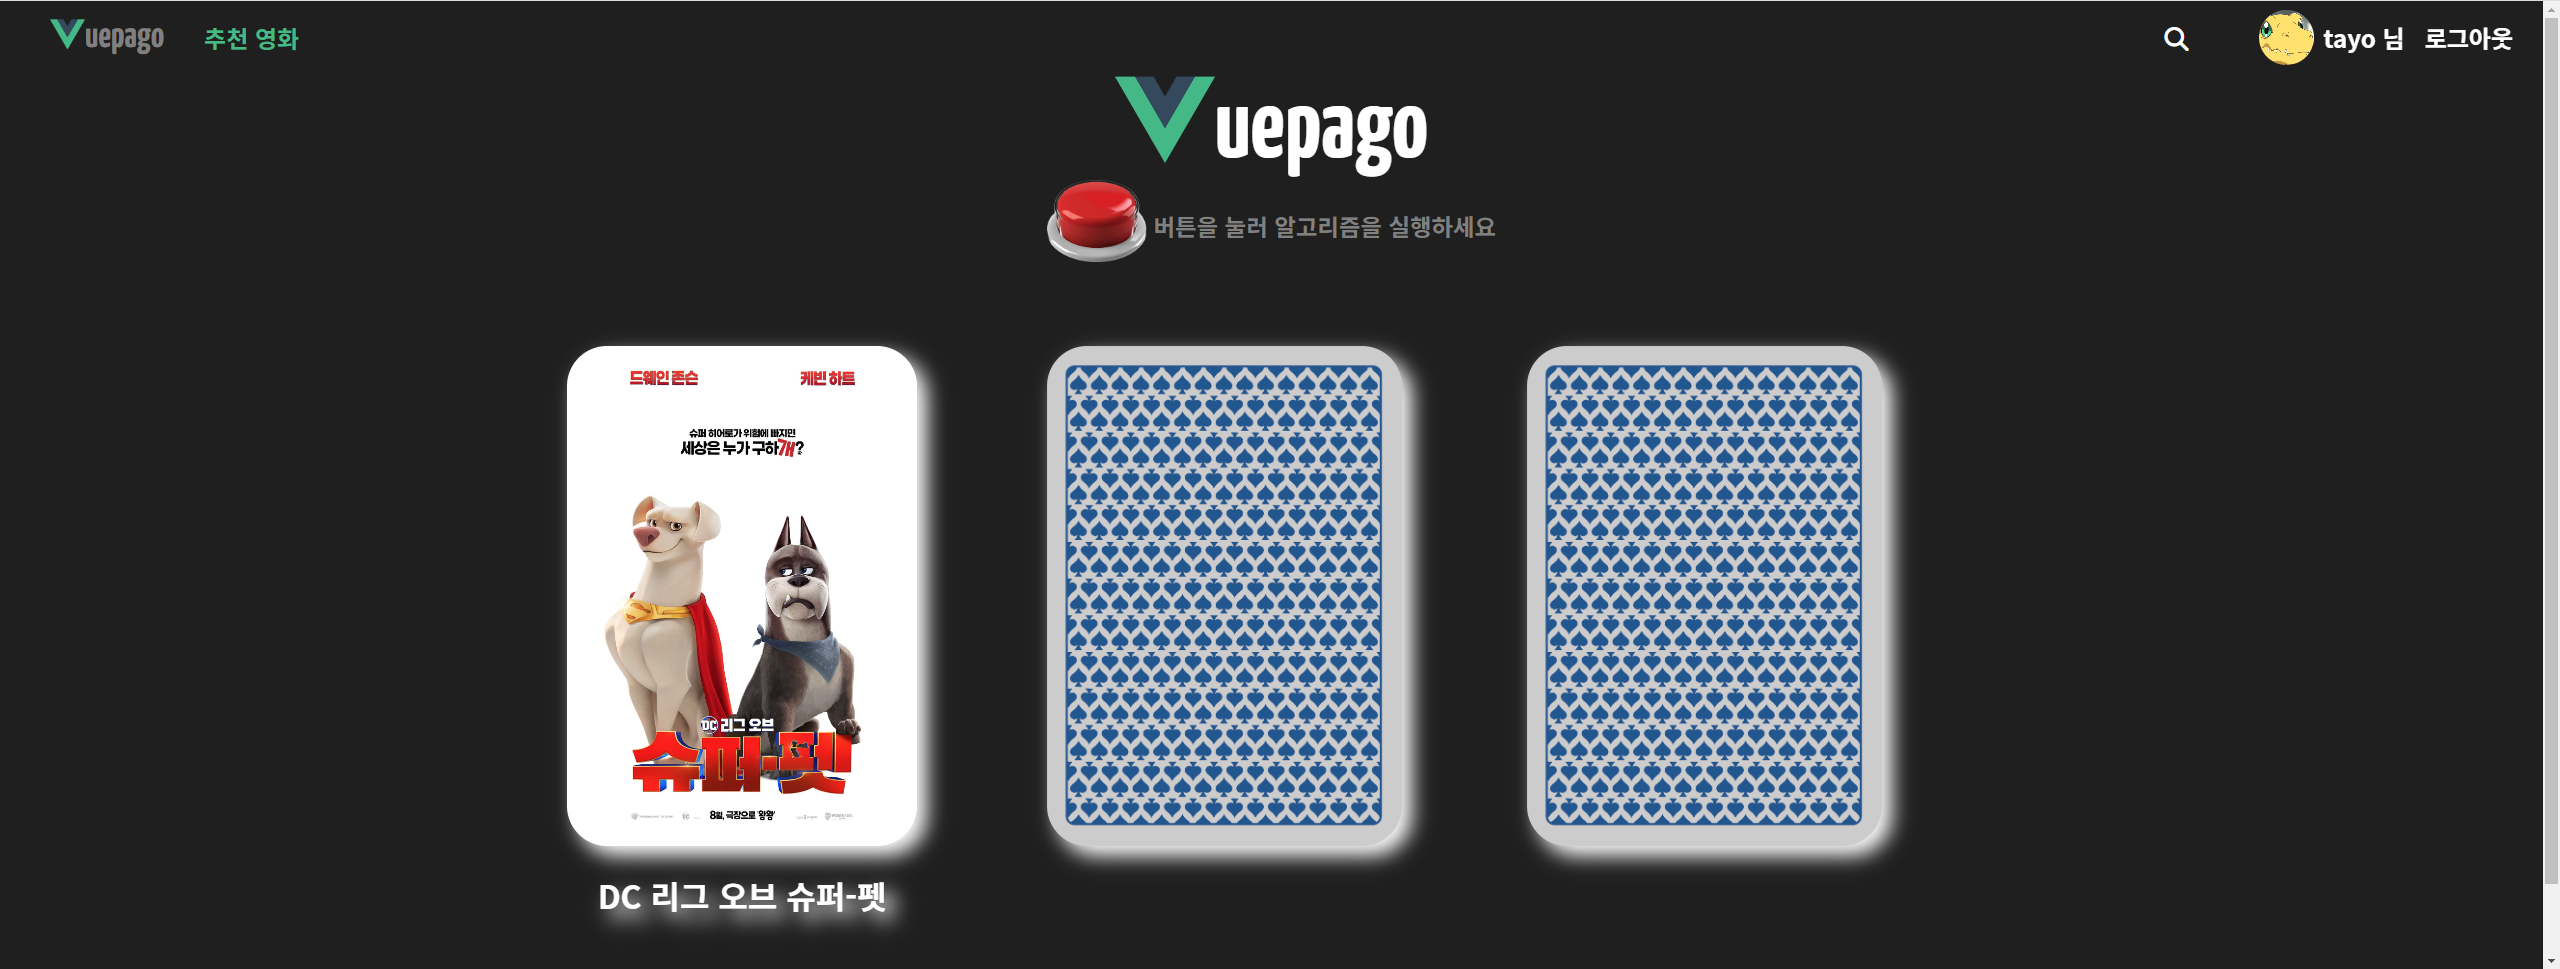 Vuepago
추천 영화
tayo 님
로그아웃
Vuepago
버튼을 눌러 알고리즘을 실행하세요
드웨인 존슨
케빈 하트
슈퍼 히어로가 위험에 빠지면
세상은 누가 구하개?
DC 리그 오브
슈퍼-펫
8월, 극장으로 '왕왕'
DC 리그 오브 슈퍼-펫